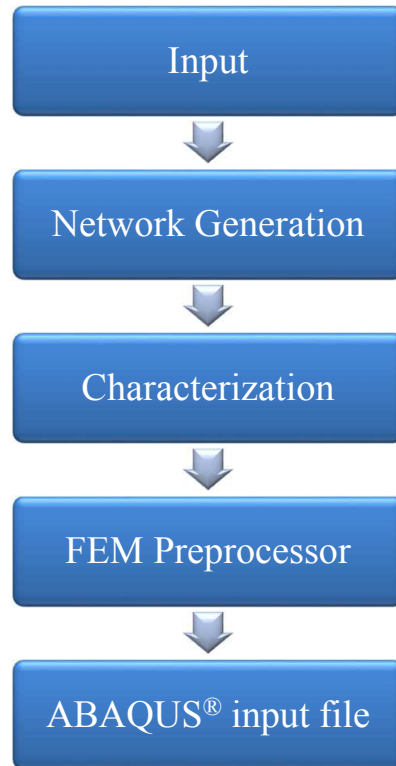 Input
Network Generation
Characterization
FEM Preprocessor
ABAQUS® input file